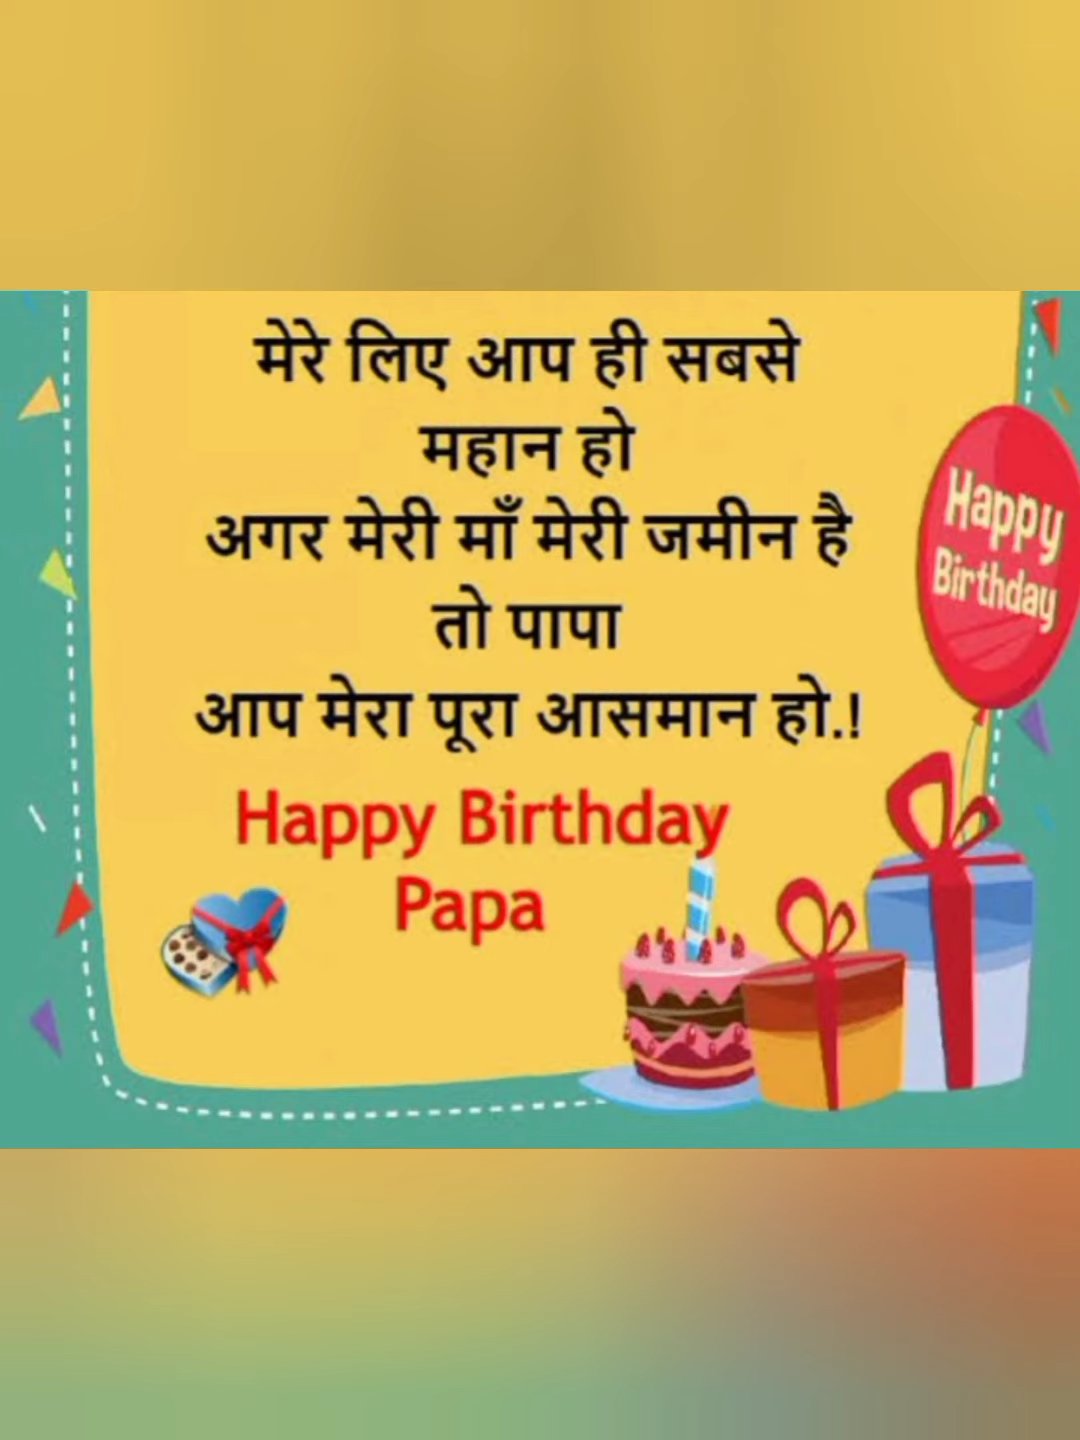 मेरे लिए आप ही सबसे
महान हो
अगर मेरी माँ मेरी जमीन है
तो पापा
आप मेरा पूरा आसमान हो.!
Happy Birthday
Papa
Happy
Birthday